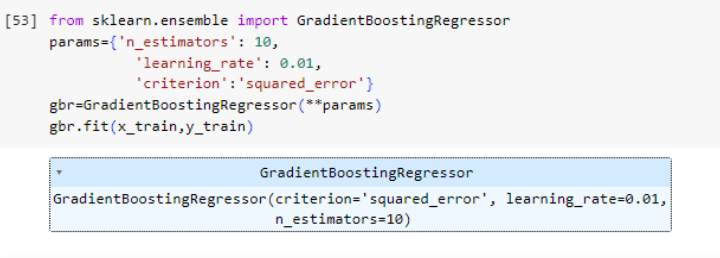 [53] from sklearn.ensemble import GradientBoostingRegressor
params={'n_estimators': 10,
'learning_rate': 0.01,
'criterion':'squared_error'}
gbr=GradientBoostingRegressor(**params)
gbr.fit(x_train,y_train)
▾ GradientBoostingRegressor
GradientBoostingRegressor(criterion='squared_error', learning_rate=0.01,
n_estimators=10)